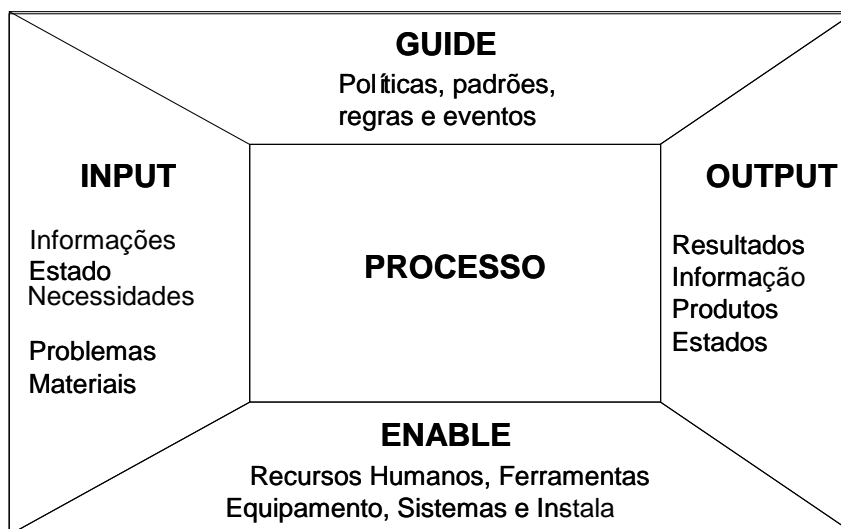 GUIDE
Políticas, padrões,
regras e eventos
INPUT
Informações
Estado
Necessidades
Problemas
Materiais
PROCESSO
OUTPUT
Resultados
Informação
Produtos
Estados
ENABLE
Recursos Humanos, Ferramentas
Equipamento, Sistemas e Instala